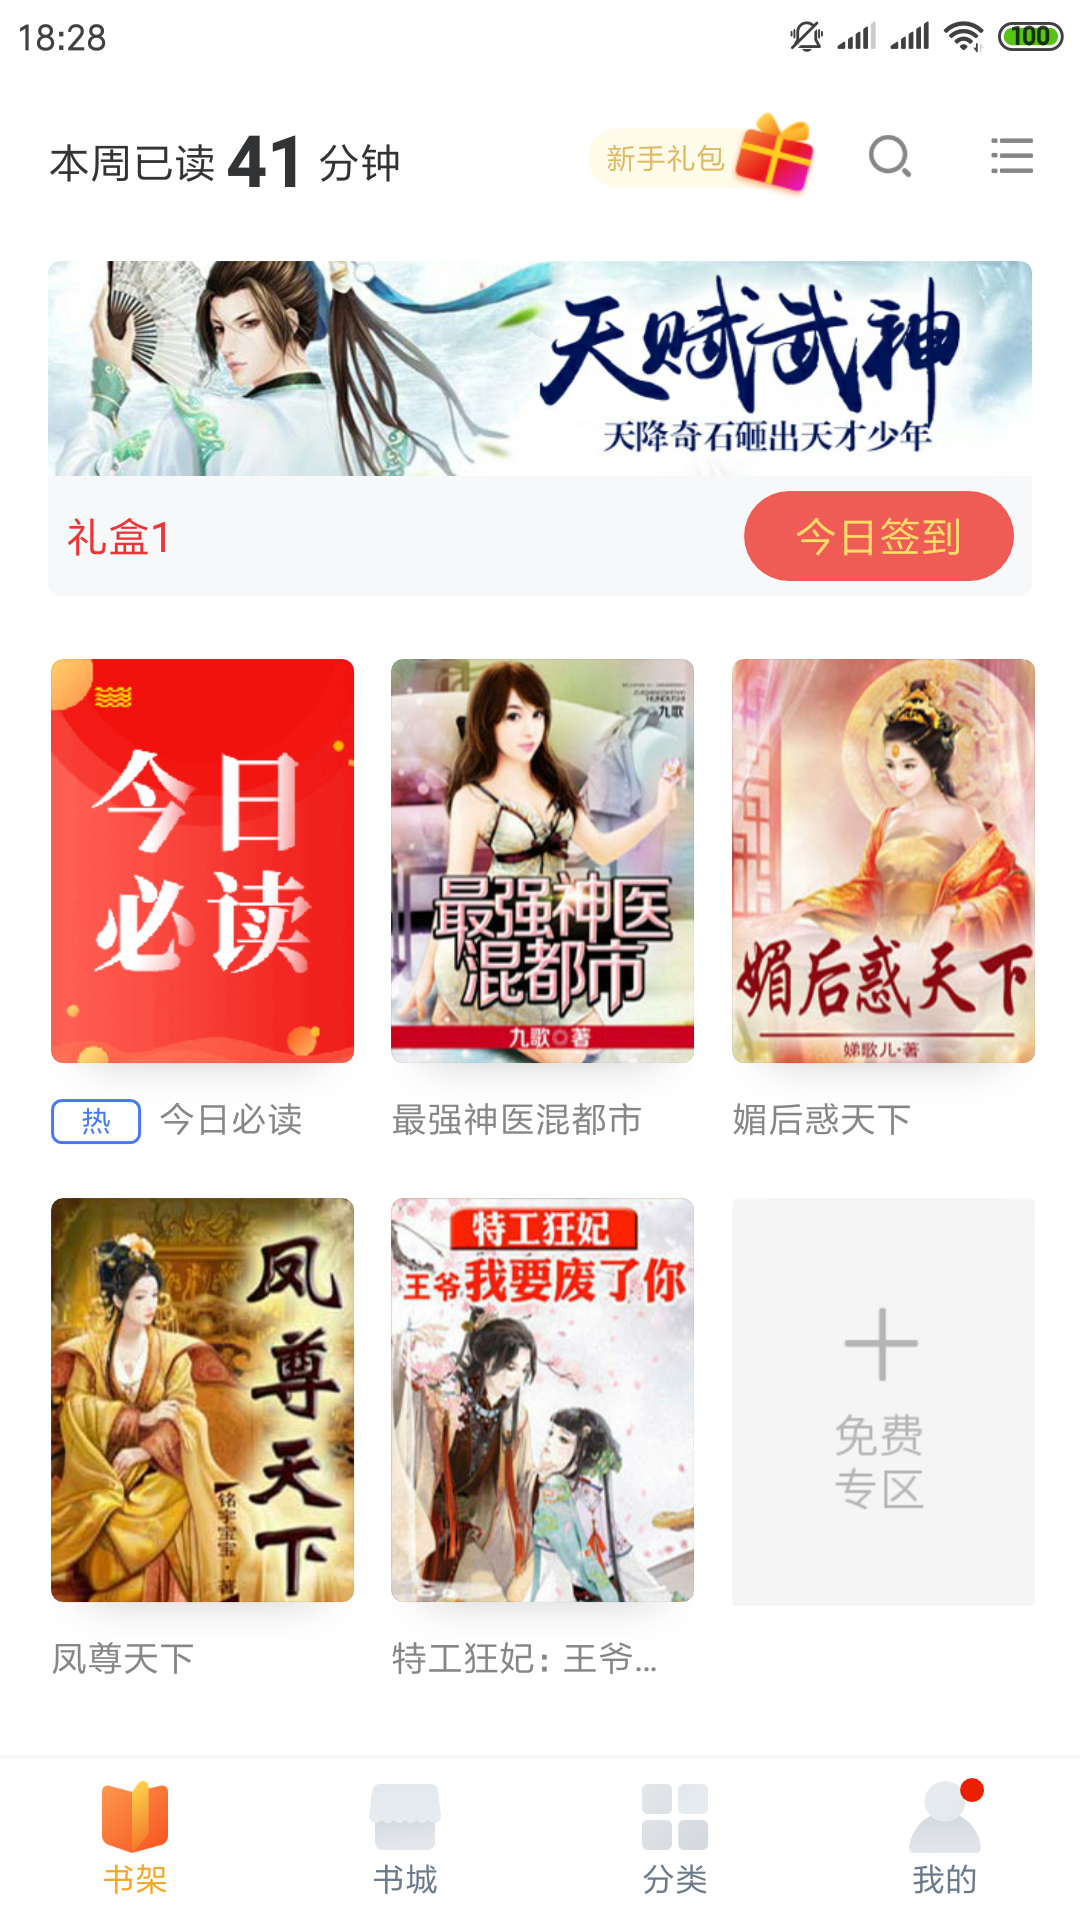 18:28
100
本周已读 41 分钟
新手礼包
天赋武神
天降奇石砸出天才少年
礼盒1
今日签到
今日
必读
九歌
最强神医
混都市
九歌◎著
媚后惑天下
娣歌儿·著
热
今日必读
最强神医混都市
媚后惑天下
凤尊天下
铭宇宝宝·著
特工狂妃
王爷我要废了你
免费
专区
凤尊天下
特工狂妃：王爷...
书架
书城
分类
我的